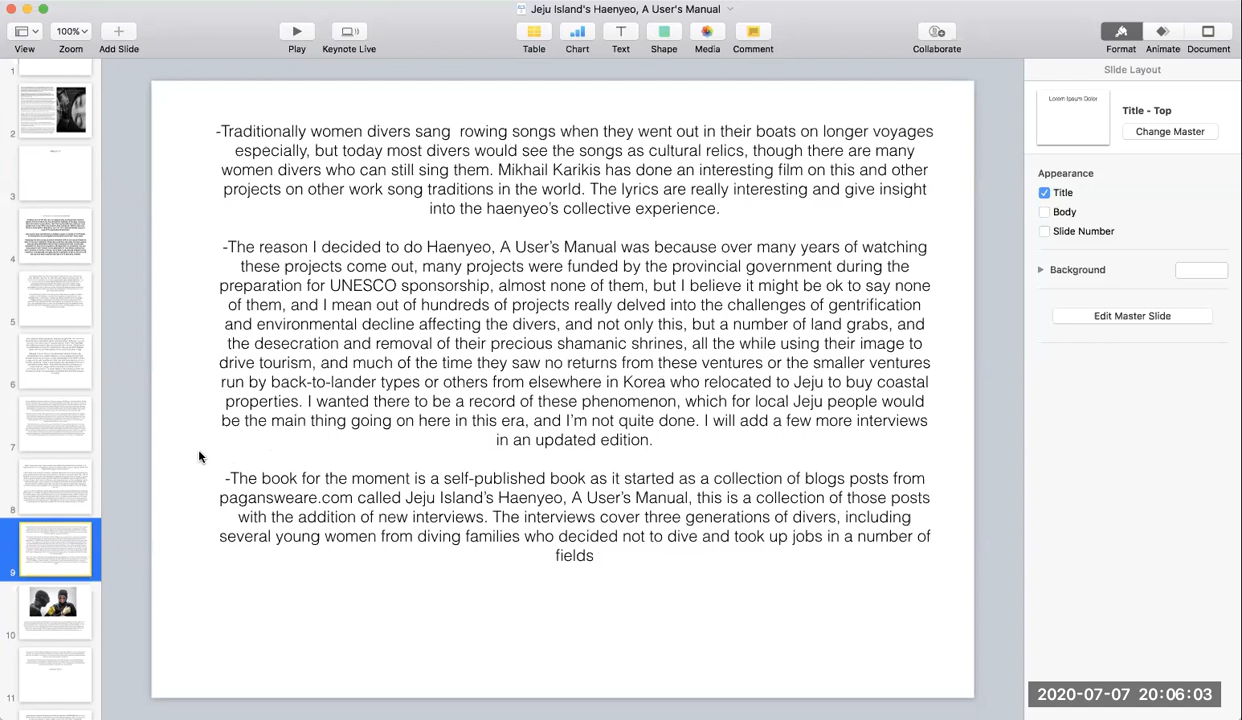 Jeju Island's Haenyeo, A User's Manual
100%
View
Zoom
Add Slide
Play
Keynote Live
Table
Chart
Text
Shape
Media
Comment
Collaborate
Format
Animate
Document
1
2
3
4
5
6
7
8
9
10
11
-Traditionally women divers sang  rowing songs when they went out in their boats on longer voyages
especially, but today most divers would see the songs as cultural relics, though there are many
women divers who can still sing them. Mikhail Karikis has done an interesting film on this and other
projects on other work song traditions in the world. The lyrics are really interesting and give insight
into the haenyeo's collective experience.
-The reason I decided to do Haenyeo, A User's Manual was because over many years of watching
these projects come out, many projects were funded by the provincial government during the
preparation for UNESCO sponsorship, almost none of them, but I believe it might be ok to say none
of them, and I mean out of hundreds of projects really delved into the challenges of gentrification
and environmental decline affecting the divers, and not only this, but a number of land grabs, and
the desecration and removal of their precious shamanic shrines, all the while using their image to
drive tourism, and much of the time they saw no returns from these ventures or the smaller ventures
run by back-to-lander types or others from elsewhere in Korea who relocated to Jeju to buy coastal
properties. I wanted there to be a record of these phenomenon, which for local Jeju people would
be the main thing going on here in this era, and I'm not quite done. I will add a few more interviews
in an updated edition.
-The book for the moment is a self-published book as it started as a collection of blogs posts from
pagansweare.com called Jeju Island's Haenyeo, A User's Manual, this is a collection of those posts
with the addition of new interviews. The interviews cover three generations of divers, including
several young women from diving families who decided not to dive and took up jobs in a number of
fields
Slide Layout
Lorem Ipsum Dolor
Title - Top
Change Master
Appearance
Title
Body
Slide Number
Background
Edit Master Slide
2020-07-07 20:06:03